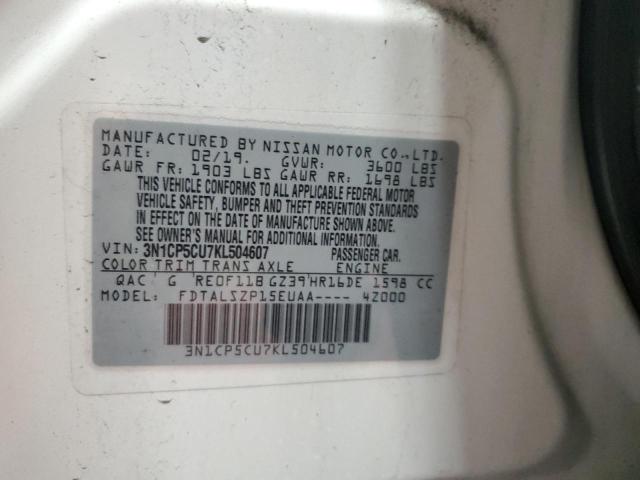 MANUFACTURED BY NISSAN MOTOR CO.,LTD.
DATE: 02/19. GVWR: 3600 LBS
GAWR FR: 1903 LBS GAWR RR: 1698 LBS
THIS VEHICLE CONFORMS TO ALL APPLICABLE FEDERAL MOTOR
VEHICLE SAFETY, BUMPER AND THEFT PREVENTION STANDARDS
IN EFFECT ON THE DATE OF MANUFACTURE SHOWN ABOVE.
SEE OWNER'S MANUAL FOR ADDITIONAL INFORMATION.
VIN: 3N1CP5CU7KL504607 PASSENGER CAR.
COLOR TRIM TRANS AXLE ENGINE
QAC G RE0F11B GZ39 HR16DE 1598 CC
MODEL: FDTALSZP15EUAA---- 4Z000
3N1CP5CU7KL504607